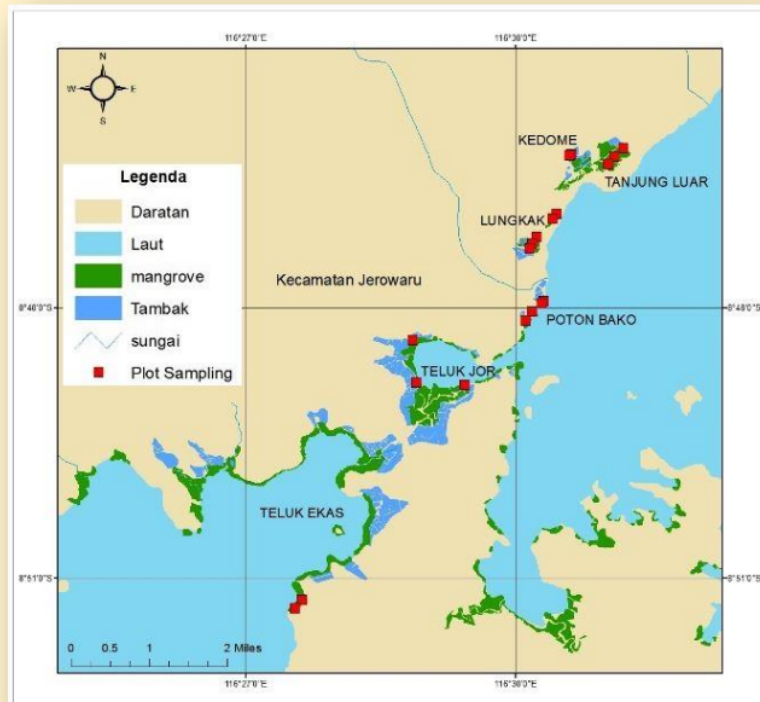 116°27'0"E 116°30'0"E
N
W E
S
KEDOME
TANJUNG LUAR
Legenda
Daratan
Laut
mangrove
Tambak
sungai
Plot Sampling
LUNGKAK
Kecamatan Jerowaru
8°48'0"S 8°48'0"S
POTON BAKO
TELUK JOR
TELUK EKAS
8°51'0"S 8°51'0"S
0 0.5 1 2 Miles
116°27'0"E 116°30'0"E